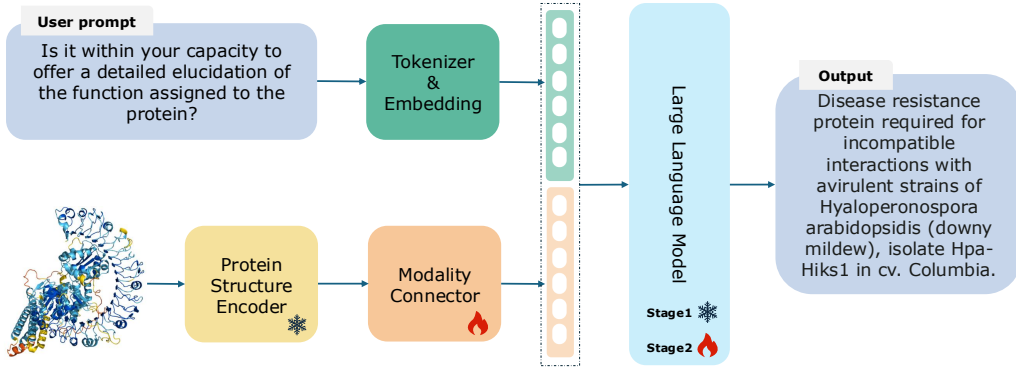 User prompt
Is it within your capacity to
offer a detailed elucidation of
the function assigned to the
protein?
Tokenizer
&
Embedding
Protein
Structure
Encoder
Modality
Connector
Large Language Model
Stage1
Stage2
Output
Disease resistance
protein required for
incompatible
interactions with
avirulent strains of
Hyaloperonospora
arabidopsidis (downy
mildew), isolate Hpa-
Hiks1 in cv. Columbia.